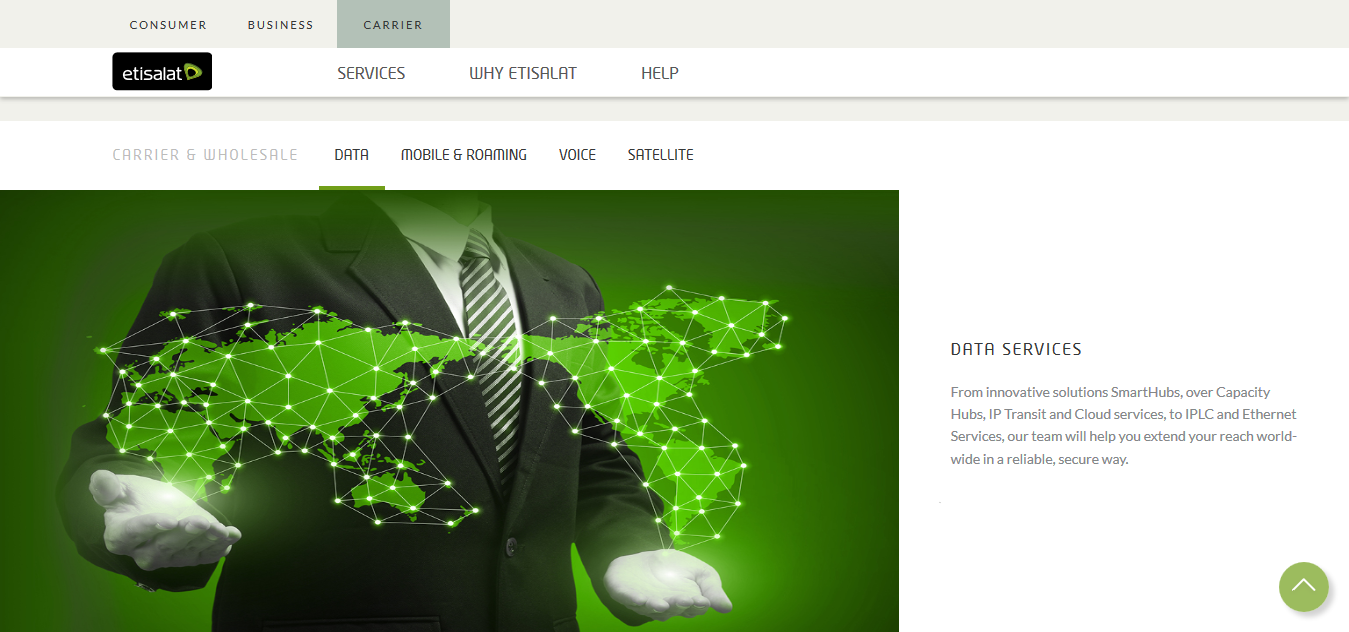 CONSUMER BUSINESS CARRIER
etisalat SERVICES WHY ETISALAT HELP
CARRIER & WHOLESALE DATA MOBILE & ROAMING VOICE SATELLITE
DATA SERVICES
From innovative solutions SmartHubs, over Capacity
Hubs, IP Transit and Cloud services, to IPLC and Ethernet
Services, our team will help you extend your reach world-
wide in a reliable, secure way.